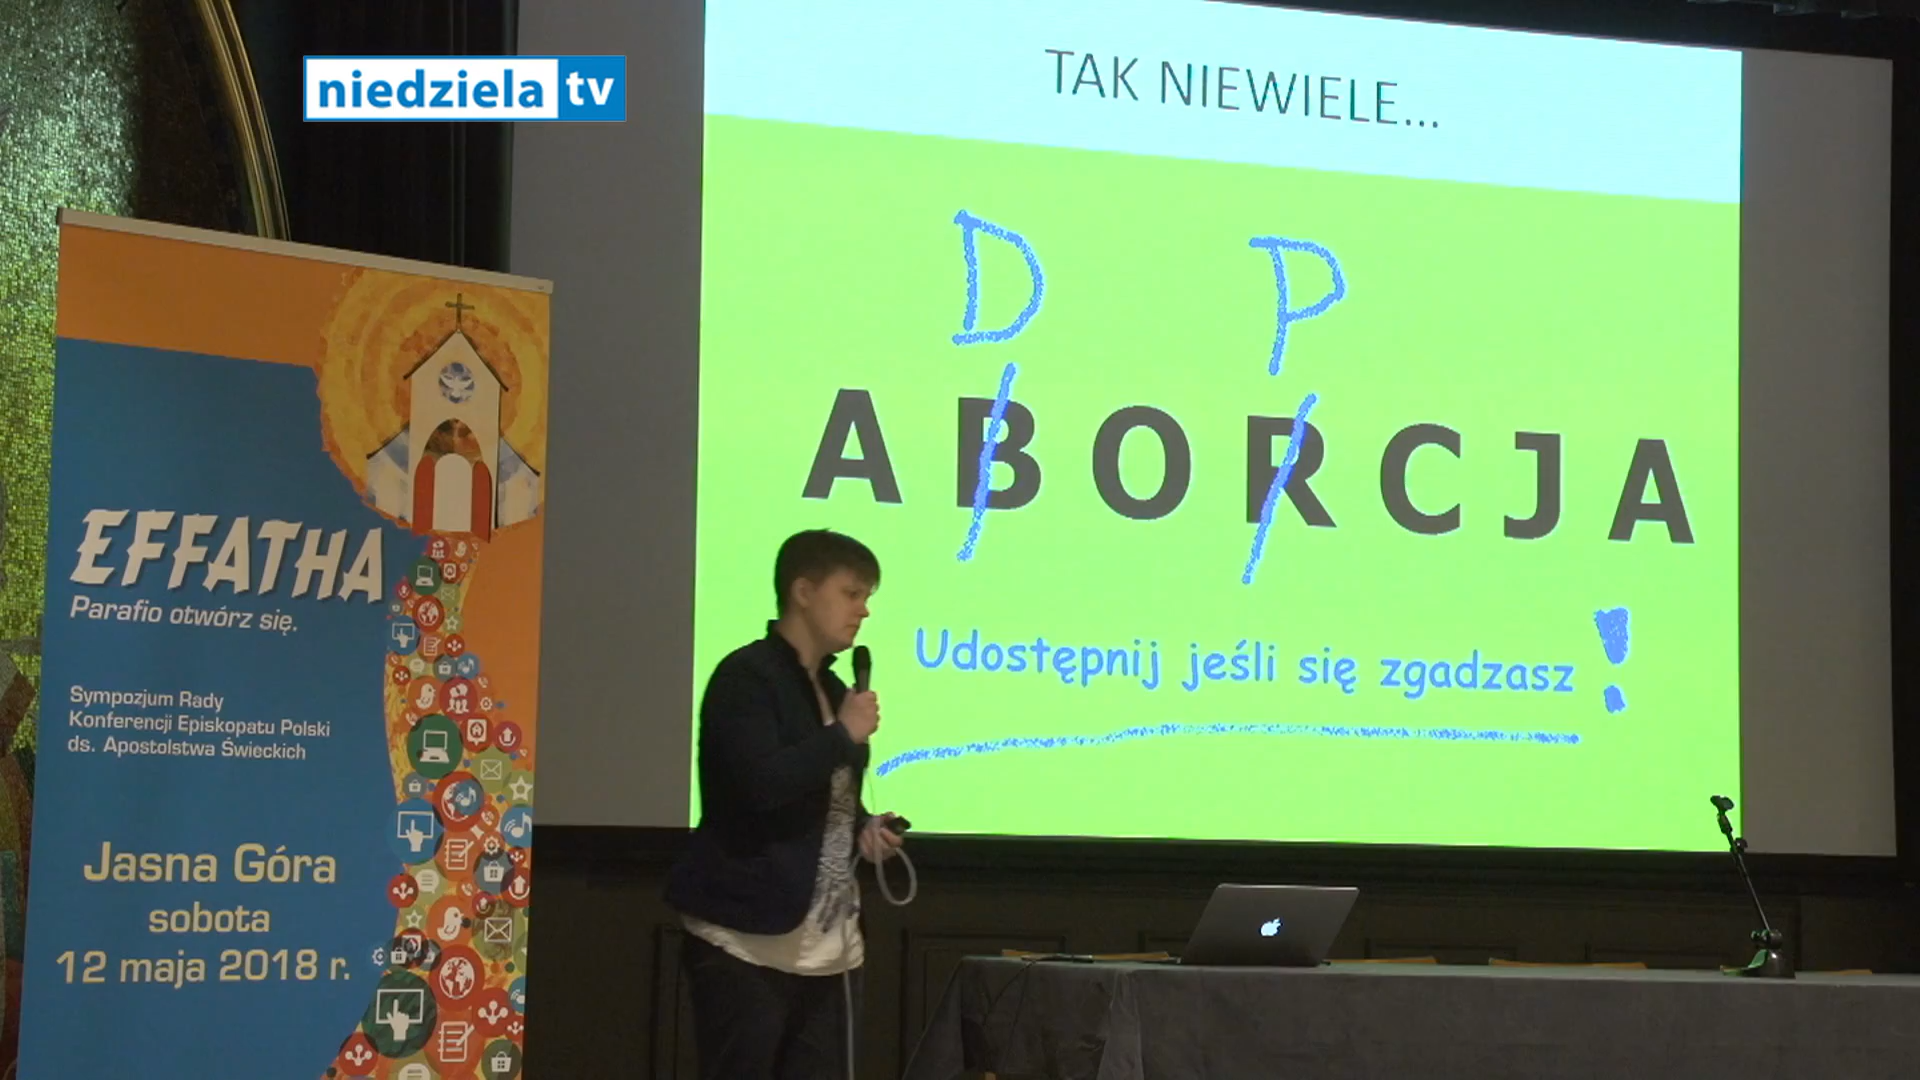 niedziela tv
TAK NIEWIELE...
D P
ABORCJA
Udostępnij jeśli się zgadzasz !
EFFATHA
Parafio otwórz się.
Sympozjum Rady
Konferencji Episkopatu Polski
ds. Apostolstwa Świeckich
Jasna Góra
sobota
12 maja 2018 r.